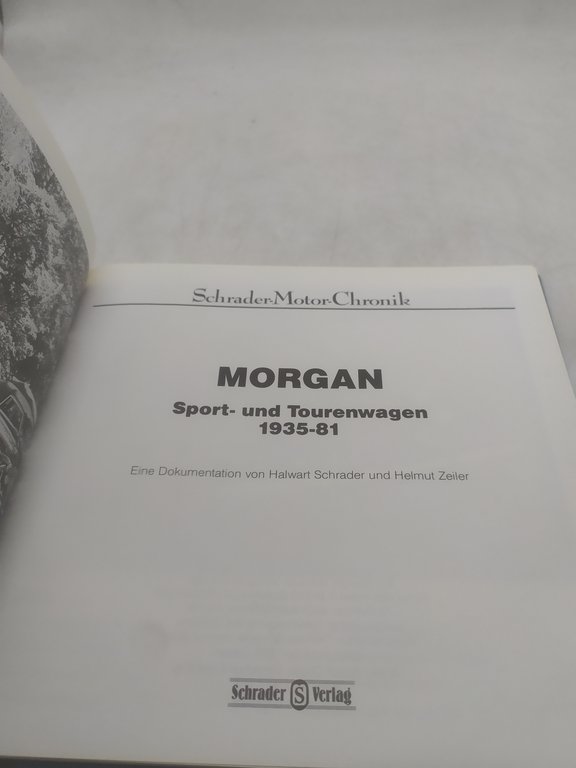 Schrader-Motor-Chronik
MORGAN
Sport- und Tourenwagen
1935-81
Eine Dokumentation von Halwart Schrader und Helmut Zeiler
Schrader S Verlag